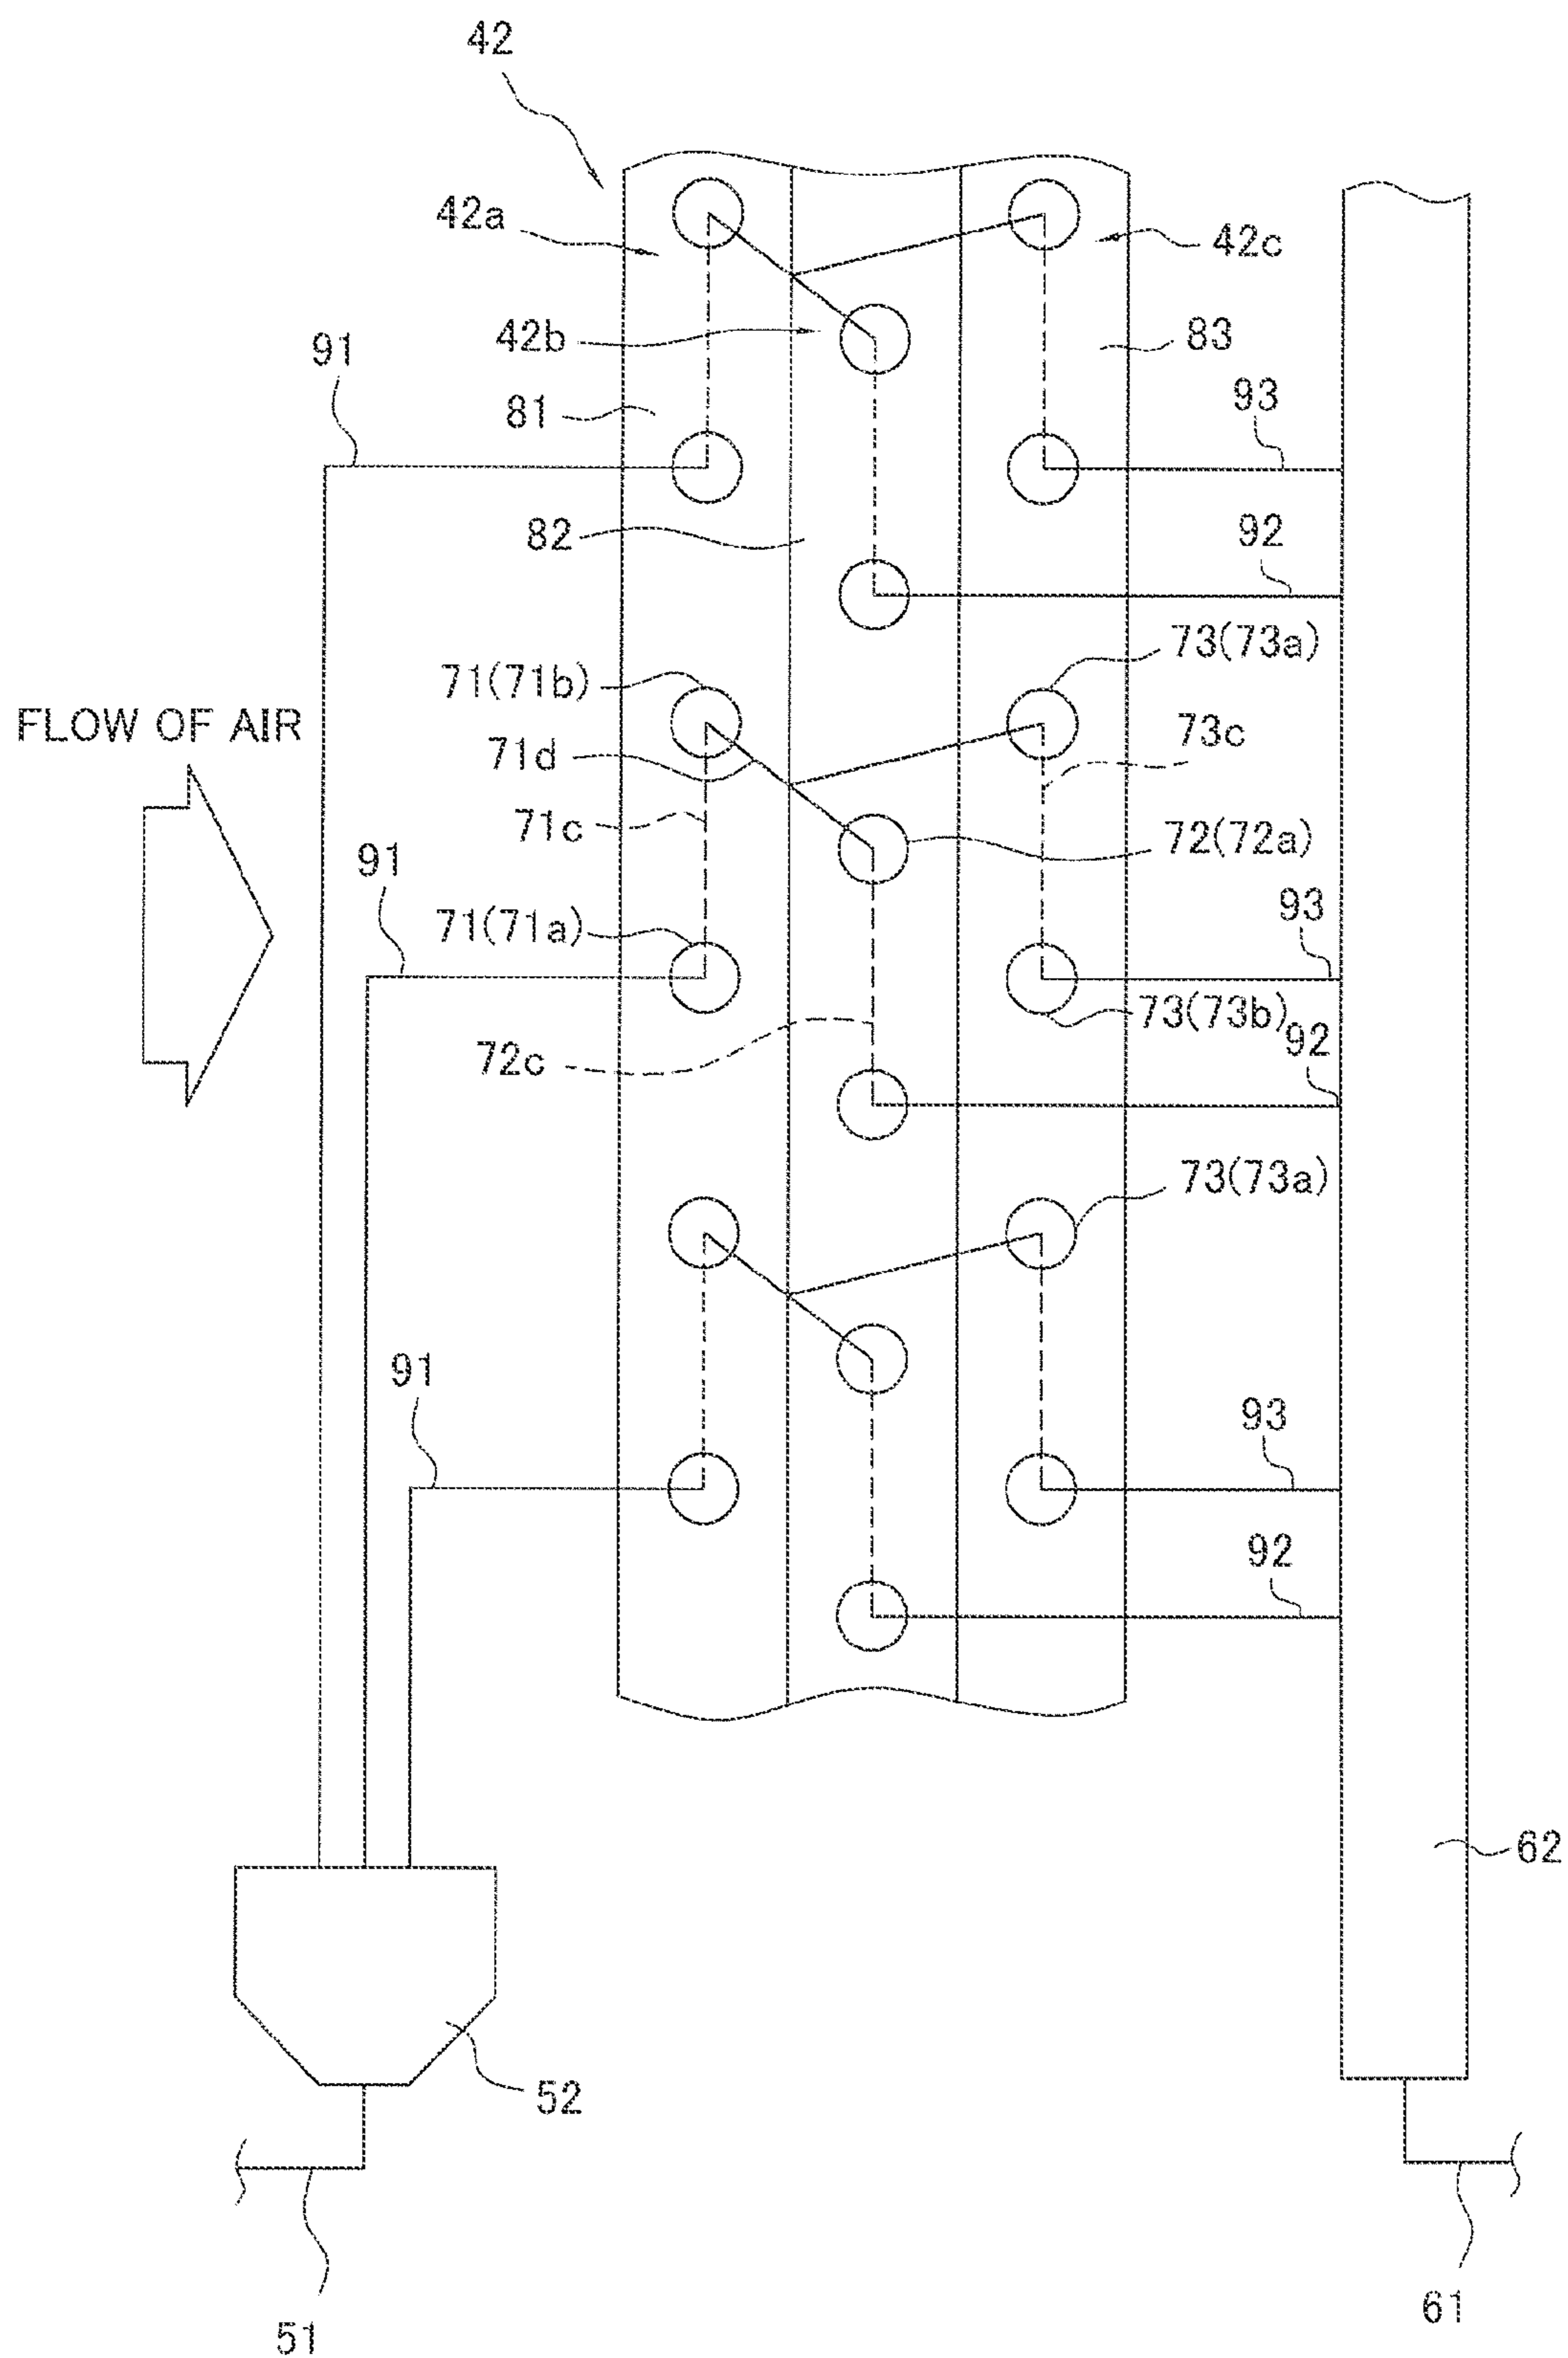 42
42a
42c
42b
83
91
81
93
82
92
73(73a)
71(71b)
FLOW OF AIR
73c
71d
71c
72(72a)
91
93
71(71a)
73(73b)
92
72c
73(73a)
91
93
92
62
52
51
61